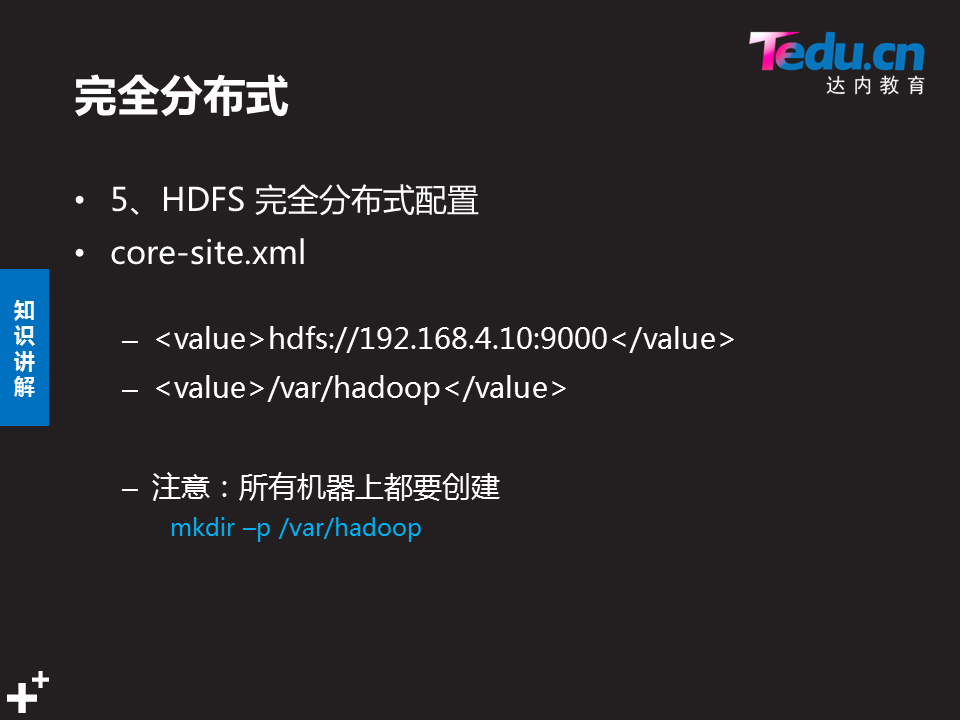 Tedu.cn
达内教育
完全分布式
• 5、HDFS 完全分布式配置
• core-site.xml
知识讲解
– <value>hdfs://192.168.4.10:9000</value>
– <value>/var/hadoop</value>
– 注意：所有机器上都要创建
mkdir –p /var/hadoop